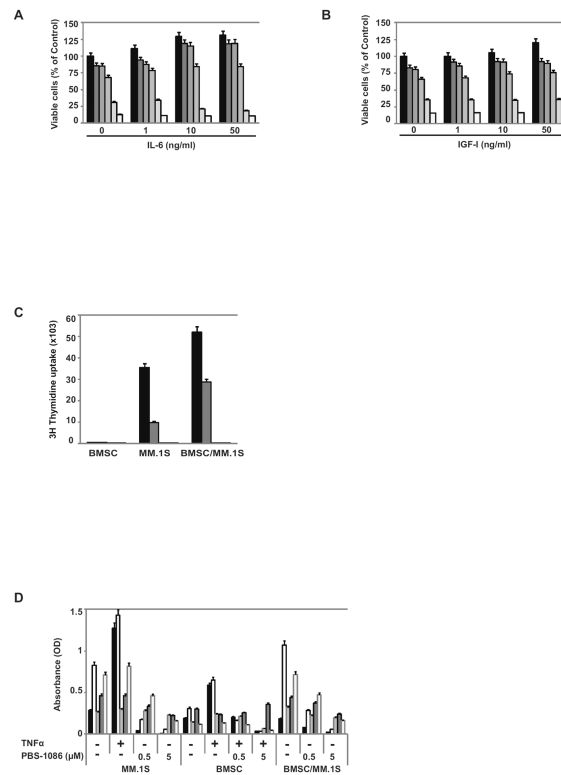 A
Viable cells (% of Control)
150
125
100
75
50
25
0
0 1 10 50
IL-6 (ng/ml)
B
Viable cells (% of Control)
150
125
100
75
50
25
0
0 1 10 50
IGF-I (ng/ml)
C
3H Thymidine uptake (x103)
60
50
40
30
20
10
0
BMSC MM.1S BMSC/MM.1S
D
Absorbance (OD)
1.5
1
0.5
0
TNFα - + - - - + + + - - -
PBS-1086 (μM) - - 0.5 5 - - 0.5 5 - 0.5 5
MM.1S BMSC BMSC/MM.1S